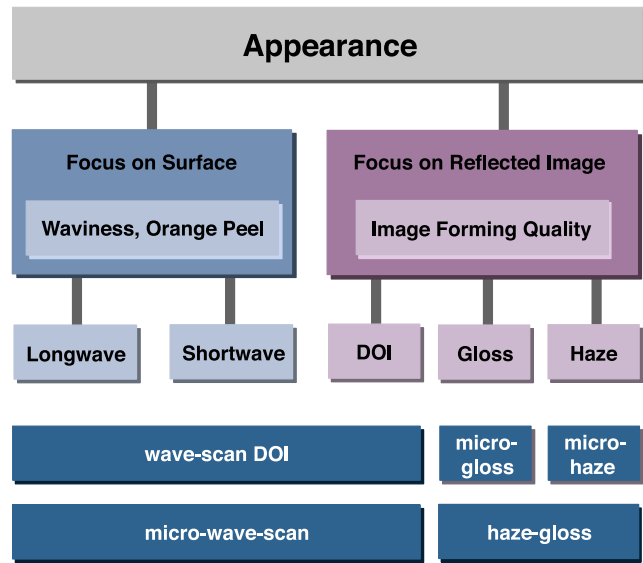 Appearance
Focus on Surface
Focus on Reflected Image
Waviness, Orange Peel
Image Forming Quality
Longwave
Shortwave
DOI
Gloss
Haze
wave-scan DOI
micro-
gloss
micro-
haze
micro-wave-scan
haze-gloss